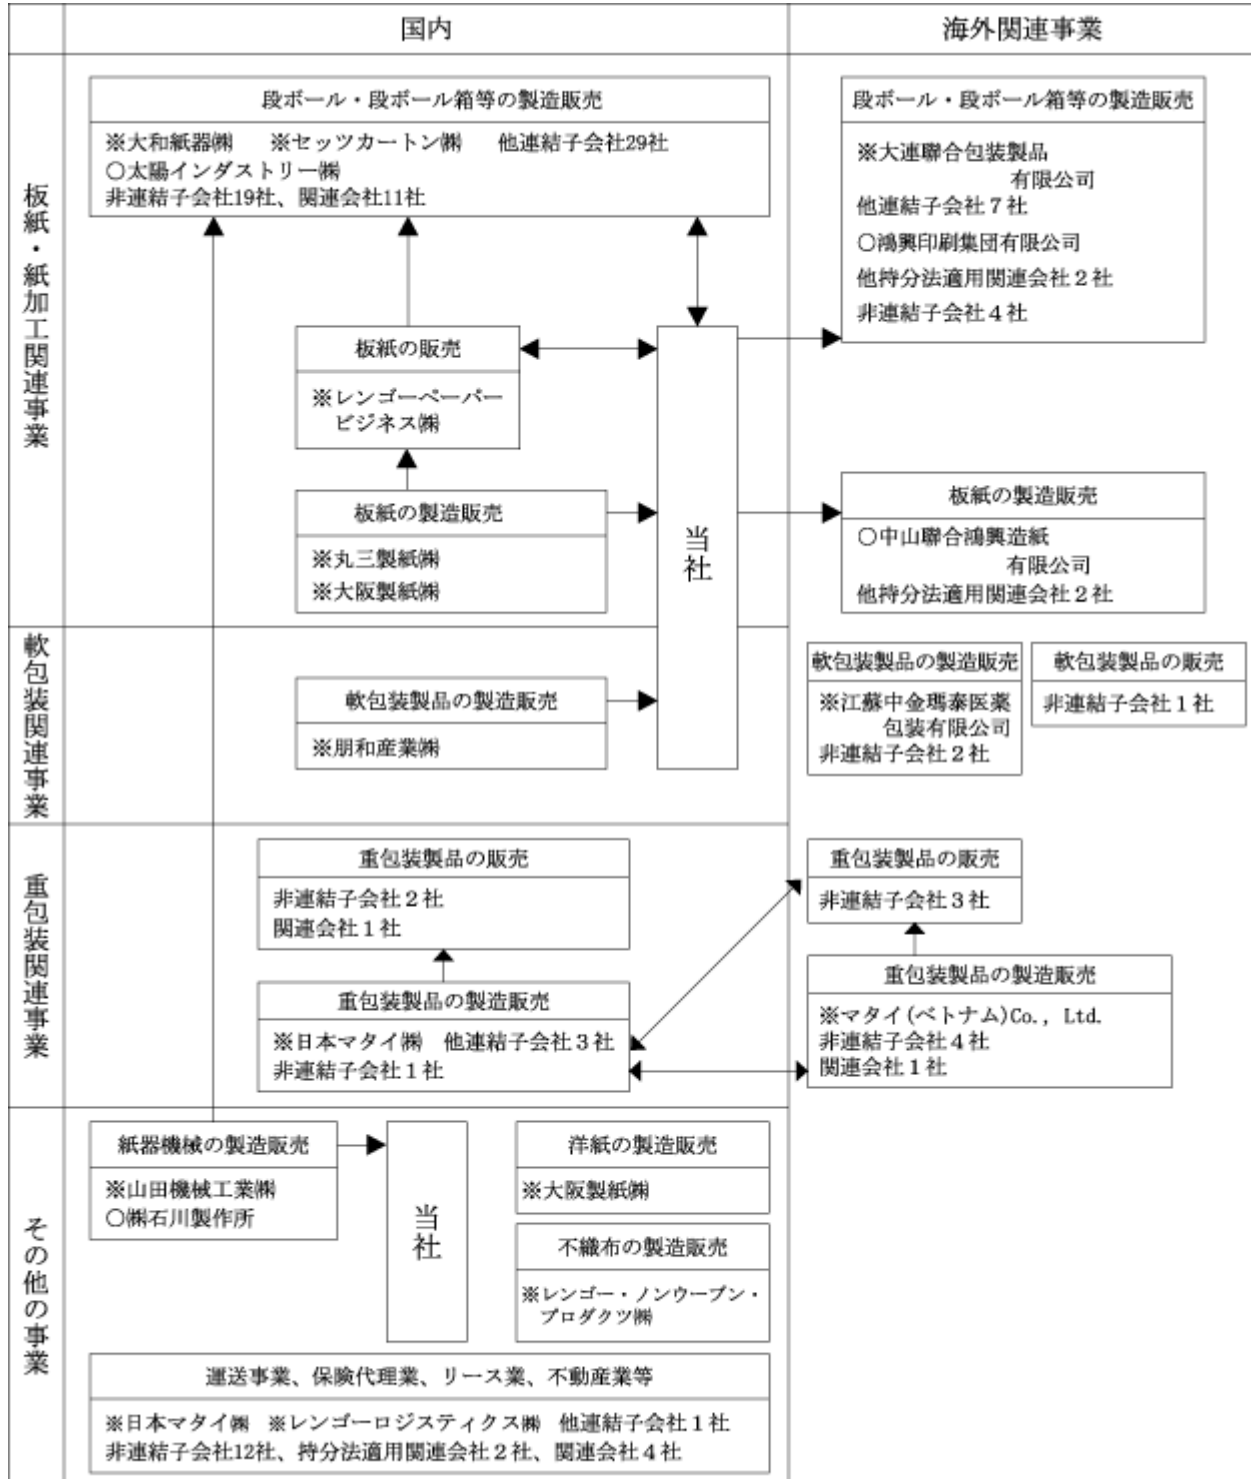 国内
海外関連事業
板紙・紙加工関連事業
段ボール・段ボール箱等の製造販売
※大和紙器㈱　※セッツカートン㈱　他連結子会社29社
○太陽インダストリー㈱
非連結子会社19社、関連会社11社
板紙の販売
※レンゴーペーパー
ビジネス㈱
板紙の製造販売
※丸三製紙㈱
※大阪製紙㈱
当社
段ボール・段ボール箱等の製造販売
※大連聯合包装製品
有限公司
他連結子会社７社
○鴻興印刷集団有限公司
他持分法適用関連会社２社
非連結子会社４社
板紙の製造販売
○中山聯合鴻興造紙
有限公司
他持分法適用関連会社２社
軟包装関連事業
軟包装製品の製造販売
※朋和産業㈱
軟包装製品の製造販売
※江蘇中金瑪泰医薬
包装有限公司
非連結子会社２社
軟包装製品の販売
非連結子会社１社
重包装関連事業
重包装製品の販売
非連結子会社２社
関連会社１社
重包装製品の製造販売
※日本マタイ㈱　他連結子会社３社
非連結子会社１社
重包装製品の販売
非連結子会社３社
重包装製品の製造販売
※マタイ(ベトナム)Co., Ltd.
非連結子会社４社
関連会社１社
その他の事業
紙器機械の製造販売
※山田機械工業㈱
○㈱石川製作所
当社
洋紙の製造販売
※大阪製紙㈱
不織布の製造販売
※レンゴー・ノンウーブン・
プロダクツ㈱
運送事業、保険代理業、リース業、不動産業等
※日本マタイ㈱　※レンゴーロジスティクス㈱　他連結子会社１社
非連結子会社12社、持分法適用関連会社２社、関連会社４社